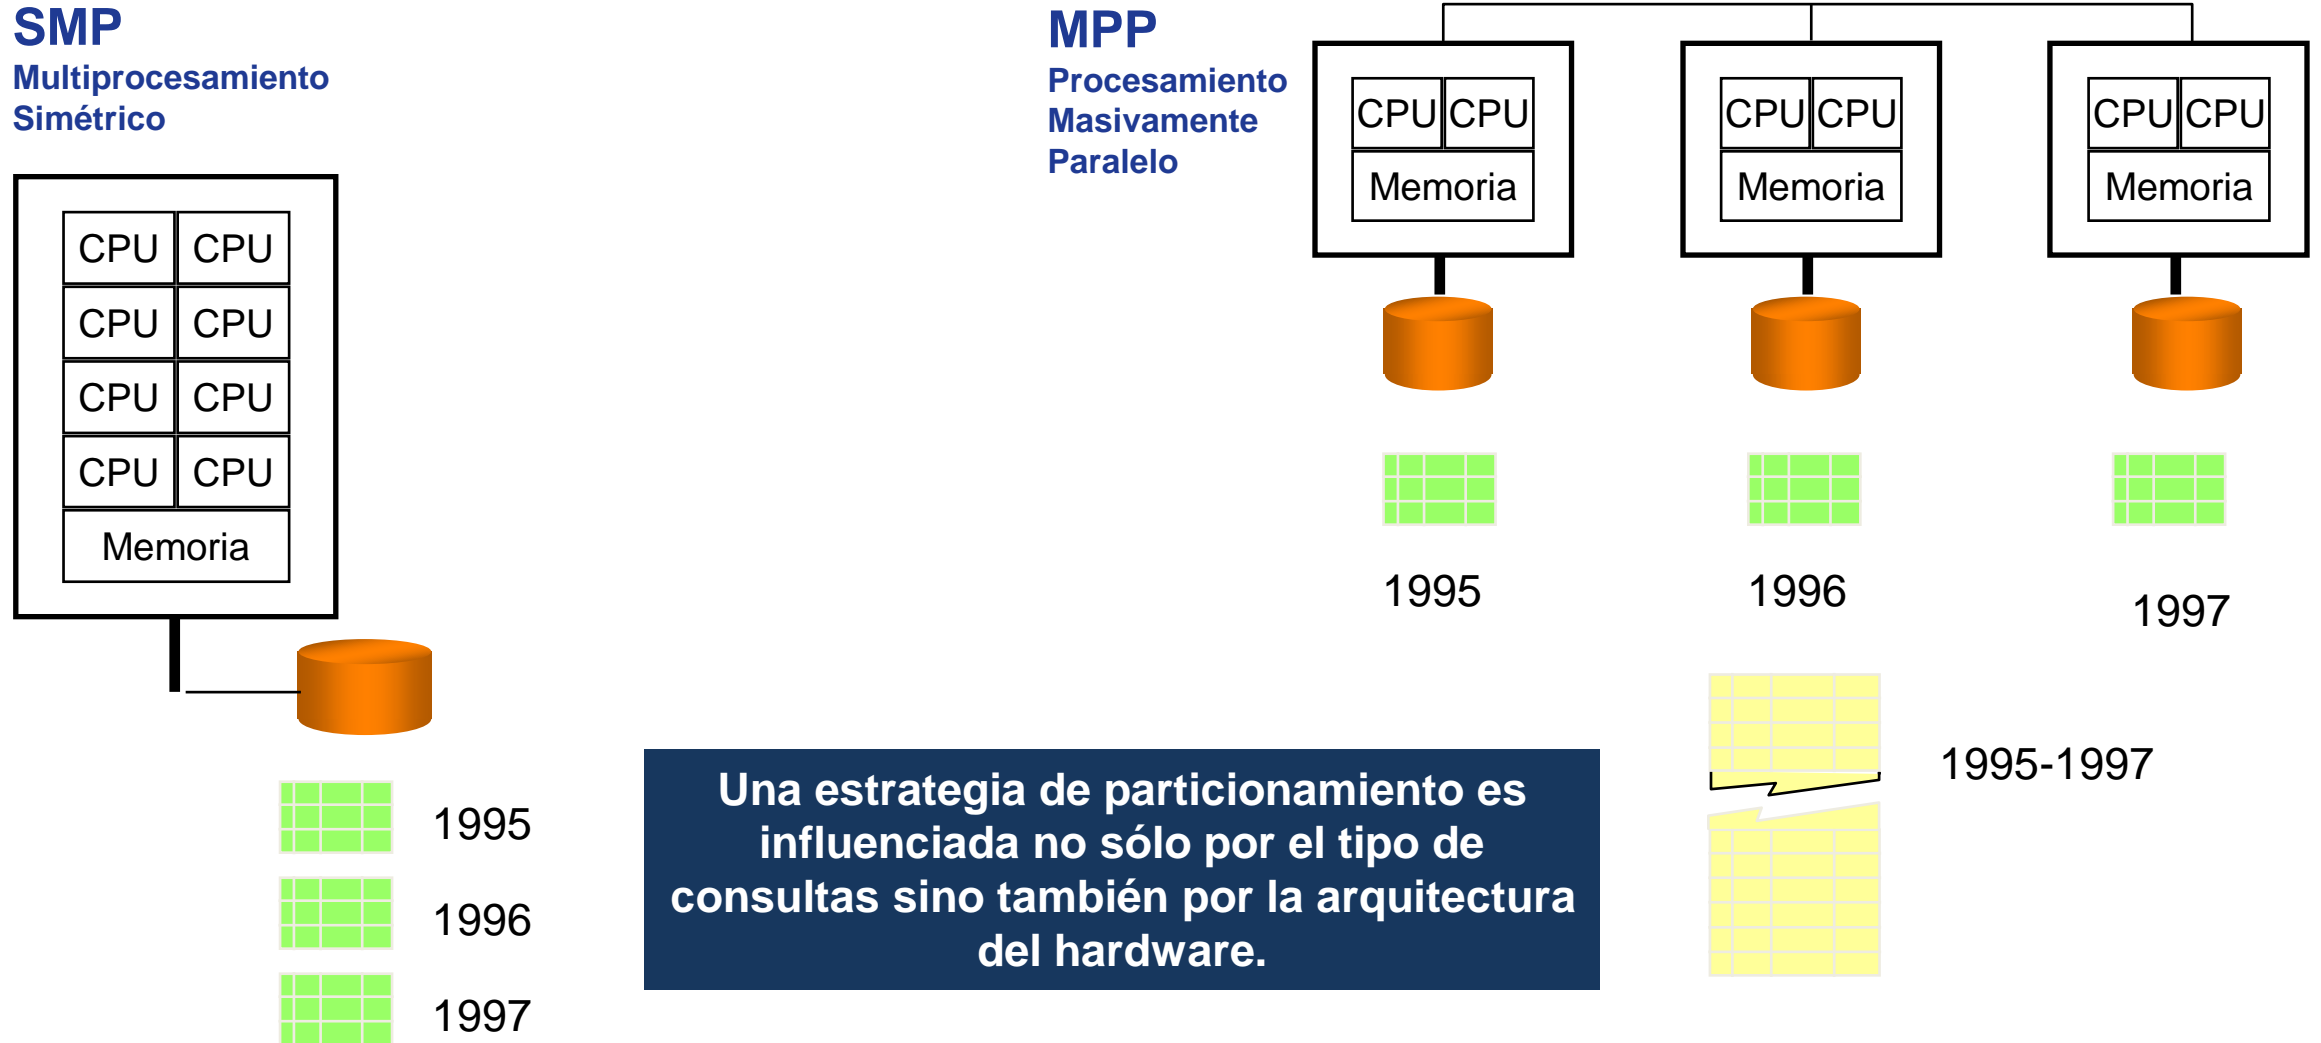 SMP
Multiprocesamiento
Simétrico
CPU CPU
CPU CPU
CPU CPU
CPU CPU
Memoria
1995
1996
1997
MPP
Procesamiento
Masivamente
Paralelo
CPU CPU
Memoria
CPU CPU
Memoria
CPU CPU
Memoria
1995
1996
1997
1995-1997
Una estrategia de particionamiento es
influenciada no sólo por el tipo de
consultas sino también por la arquitectura
del hardware.